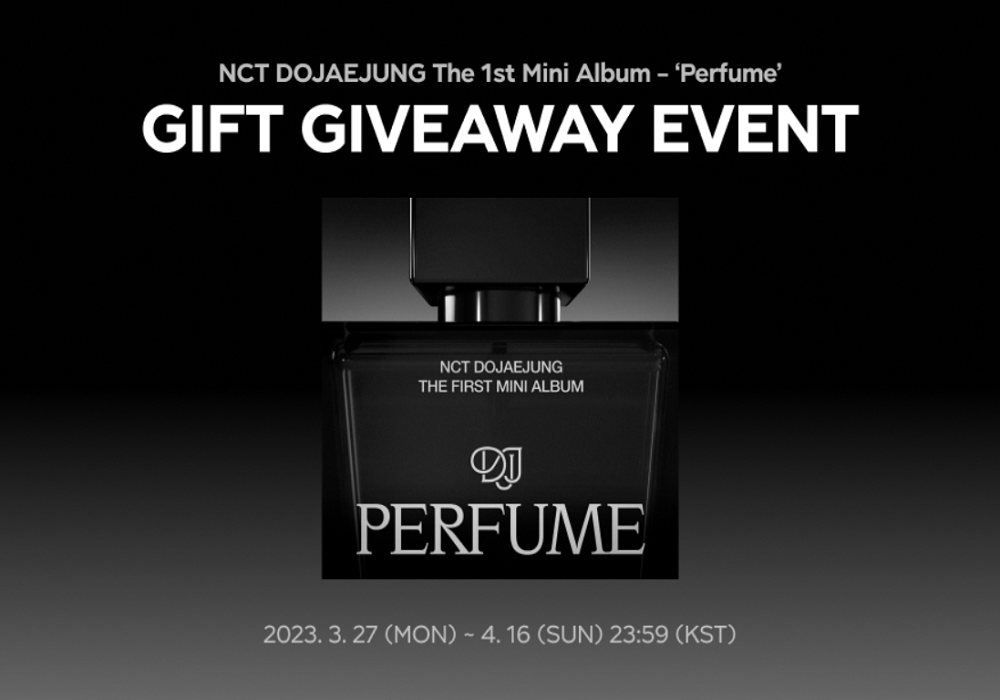 NCT DOJAEJUNG The 1st Mini Album – ‘Perfume’
GIFT GIVEAWAY EVENT
NCT DOJAEJUNG
THE FIRST MINI ALBUM
DJJ
PERFUME
2023. 3. 27 (MON) ~ 4. 16 (SUN) 23:59 (KST)